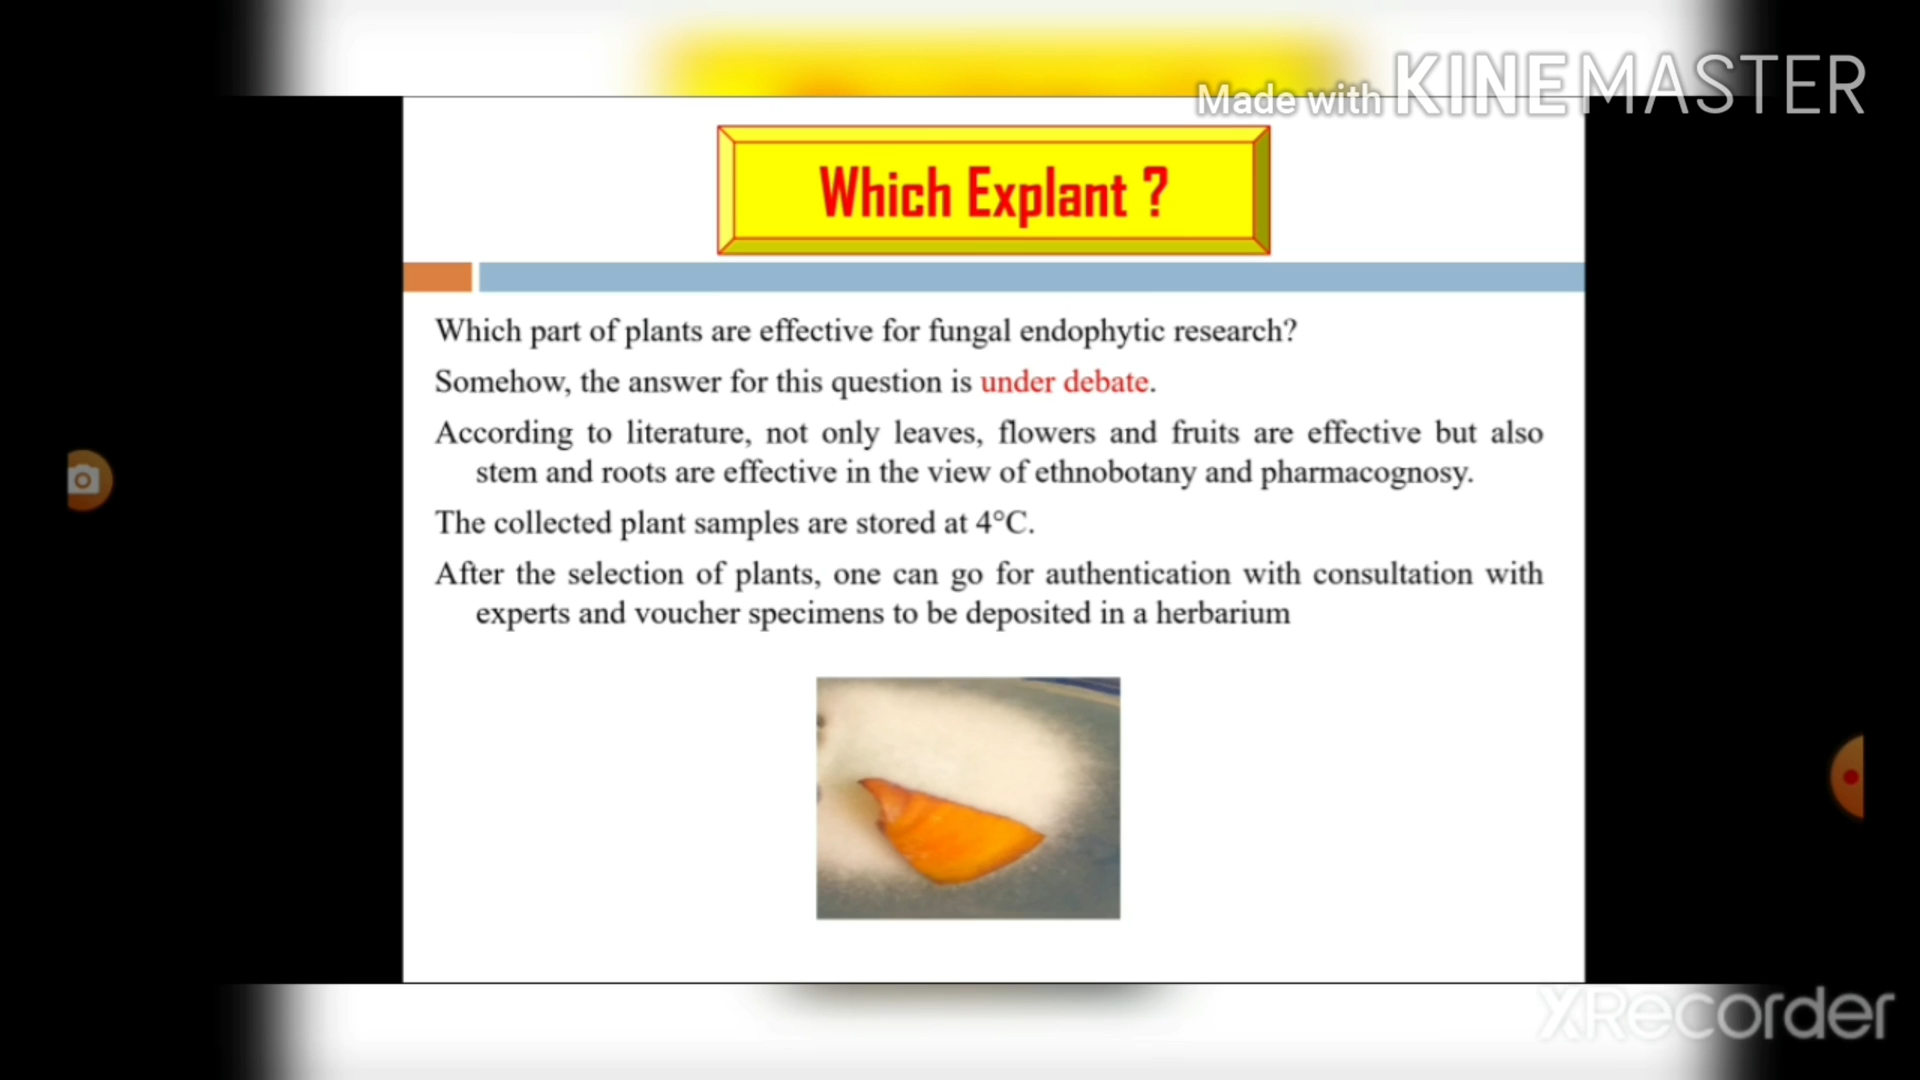 Made with KINEMASTER
Which Explant ?
Which part of plants are effective for fungal endophytic research?
Somehow, the answer for this question is under debate.
According to literature, not only leaves, flowers and fruits are effective but also
stem and roots are effective in the view of ethnobotany and pharmacognosy.
The collected plant samples are stored at 4°C.
After the selection of plants, one can go for authentication with consultation with
experts and voucher specimens to be deposited in a herbarium
XRecorder